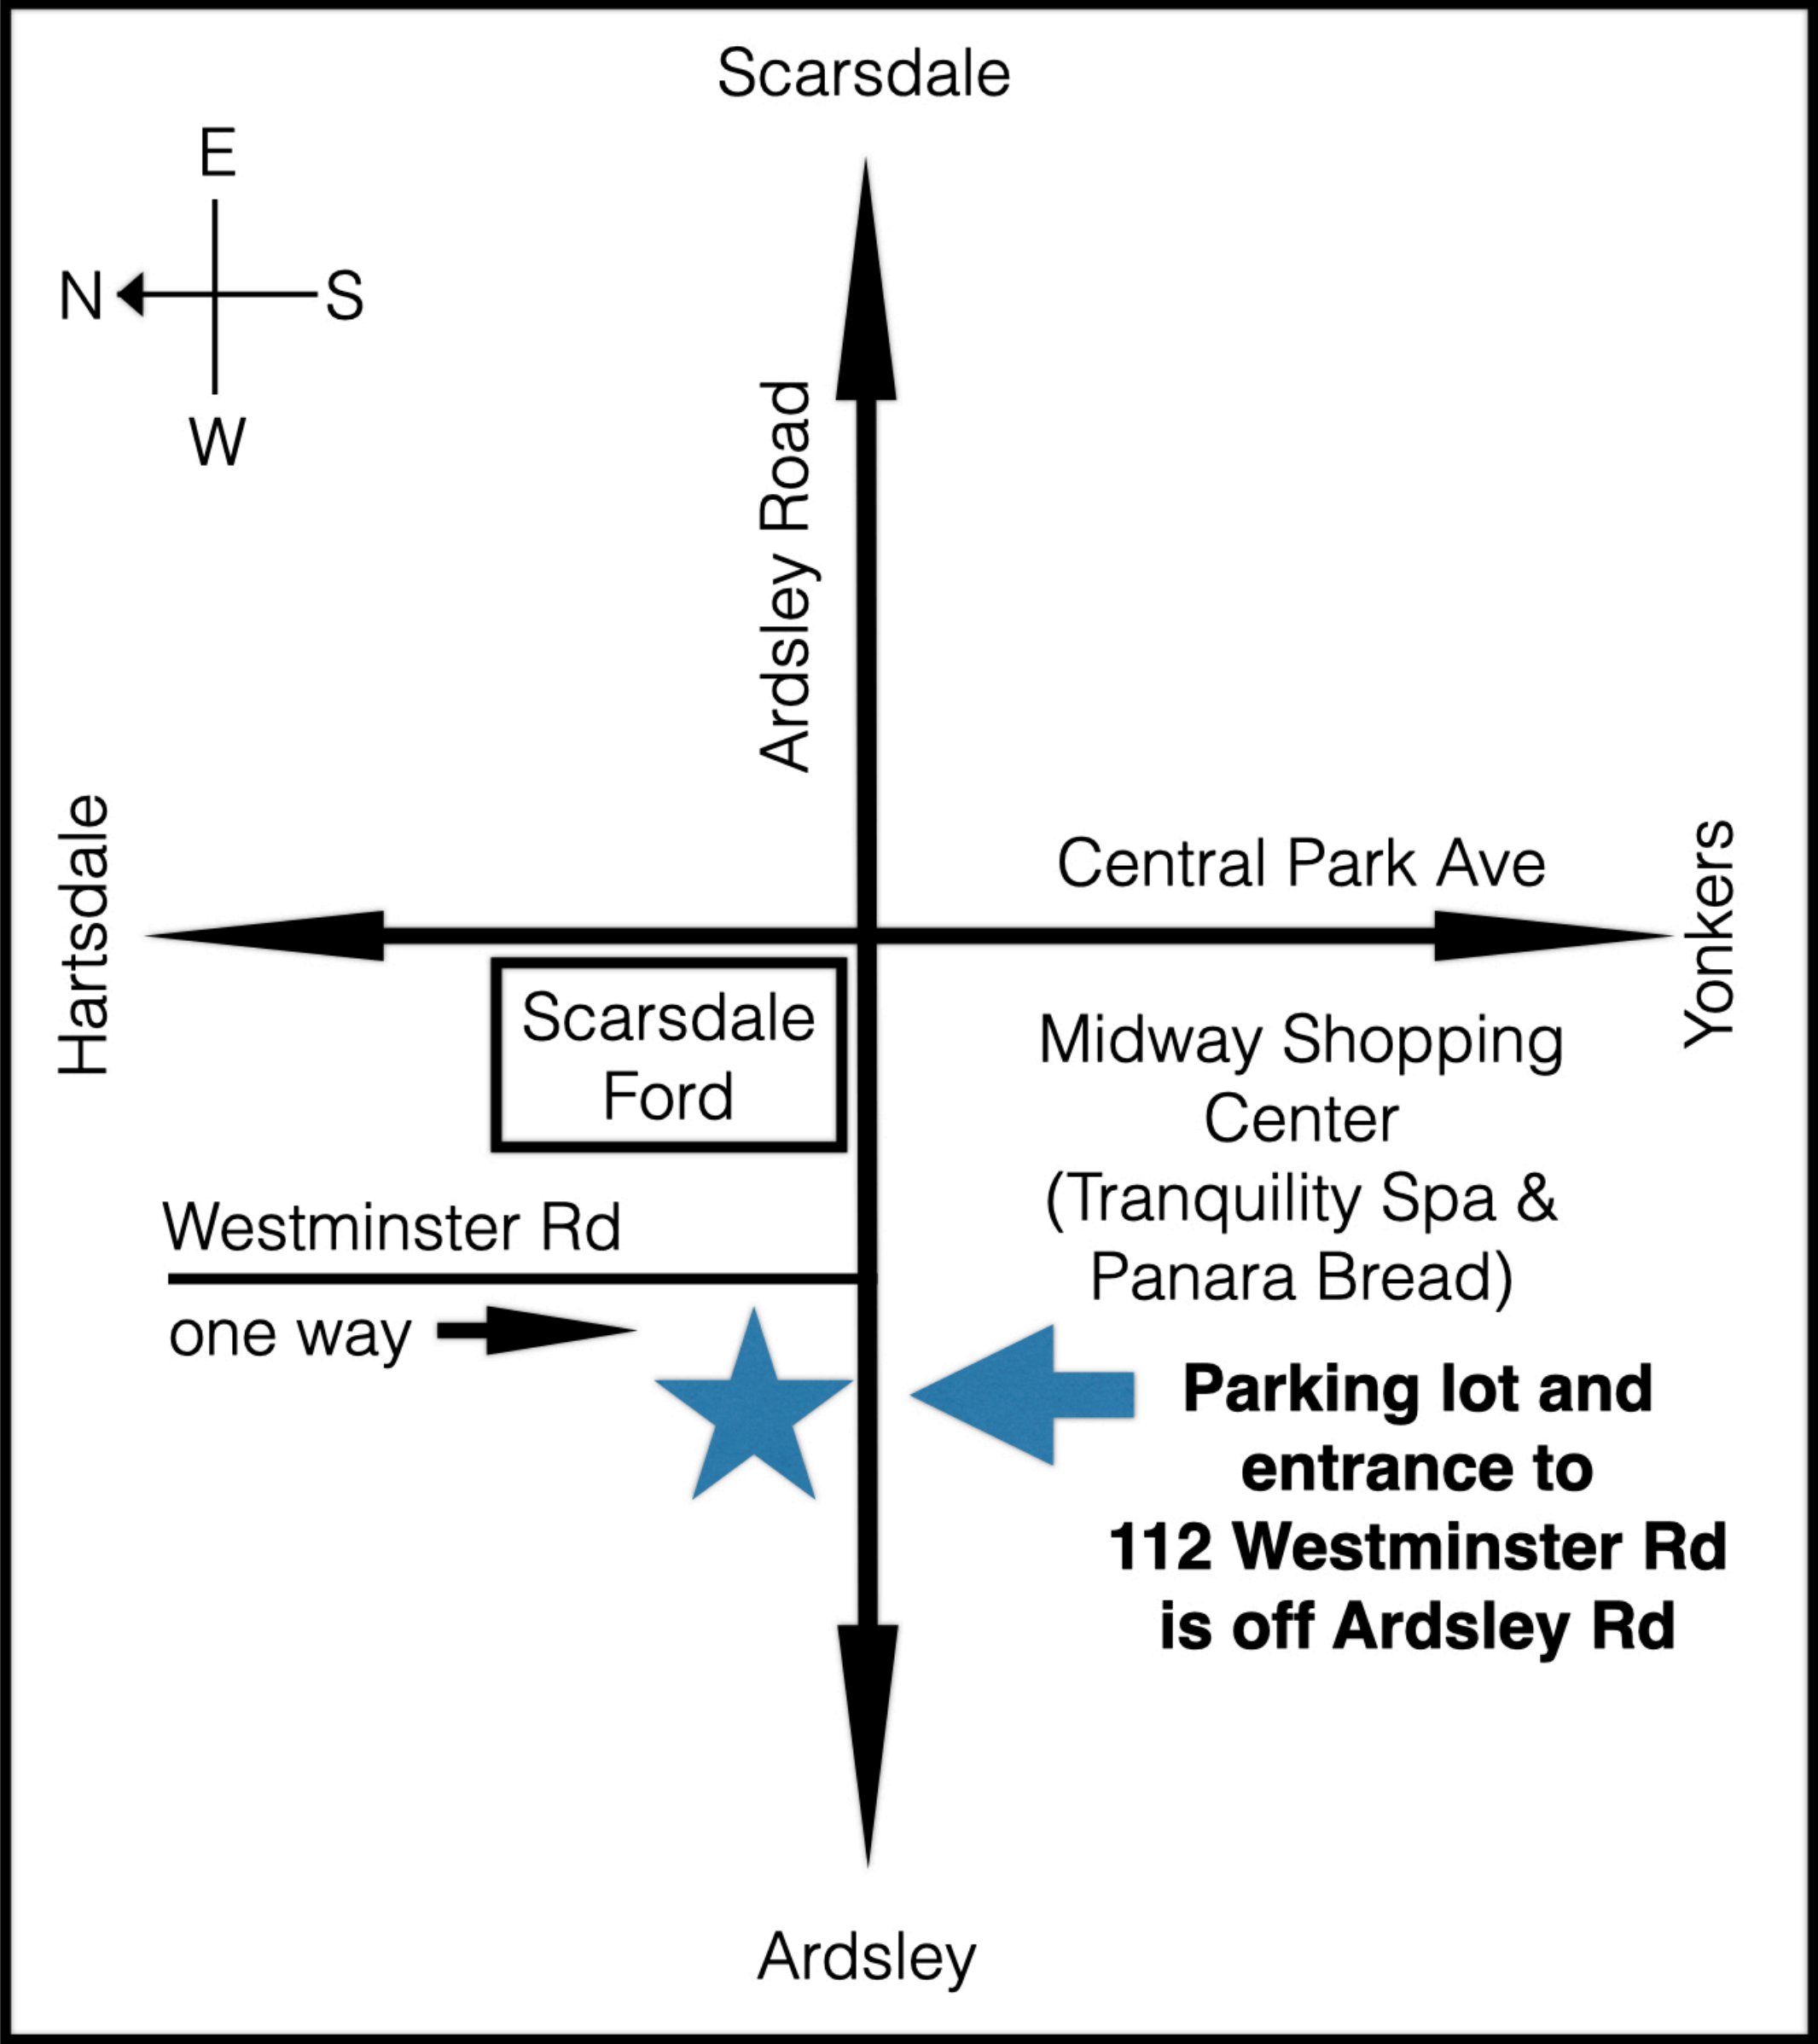 Scarsdale
E
N
S
W
Ardsley Road
Hartsdale
Central Park Ave
Yonkers
Scarsdale
Ford
Midway Shopping
Center
(Tranquility Spa &
Panara Bread)
Westminster Rd
one way
Parking lot and
entrance to
112 Westminster Rd
is off Ardsley Rd
Ardsley